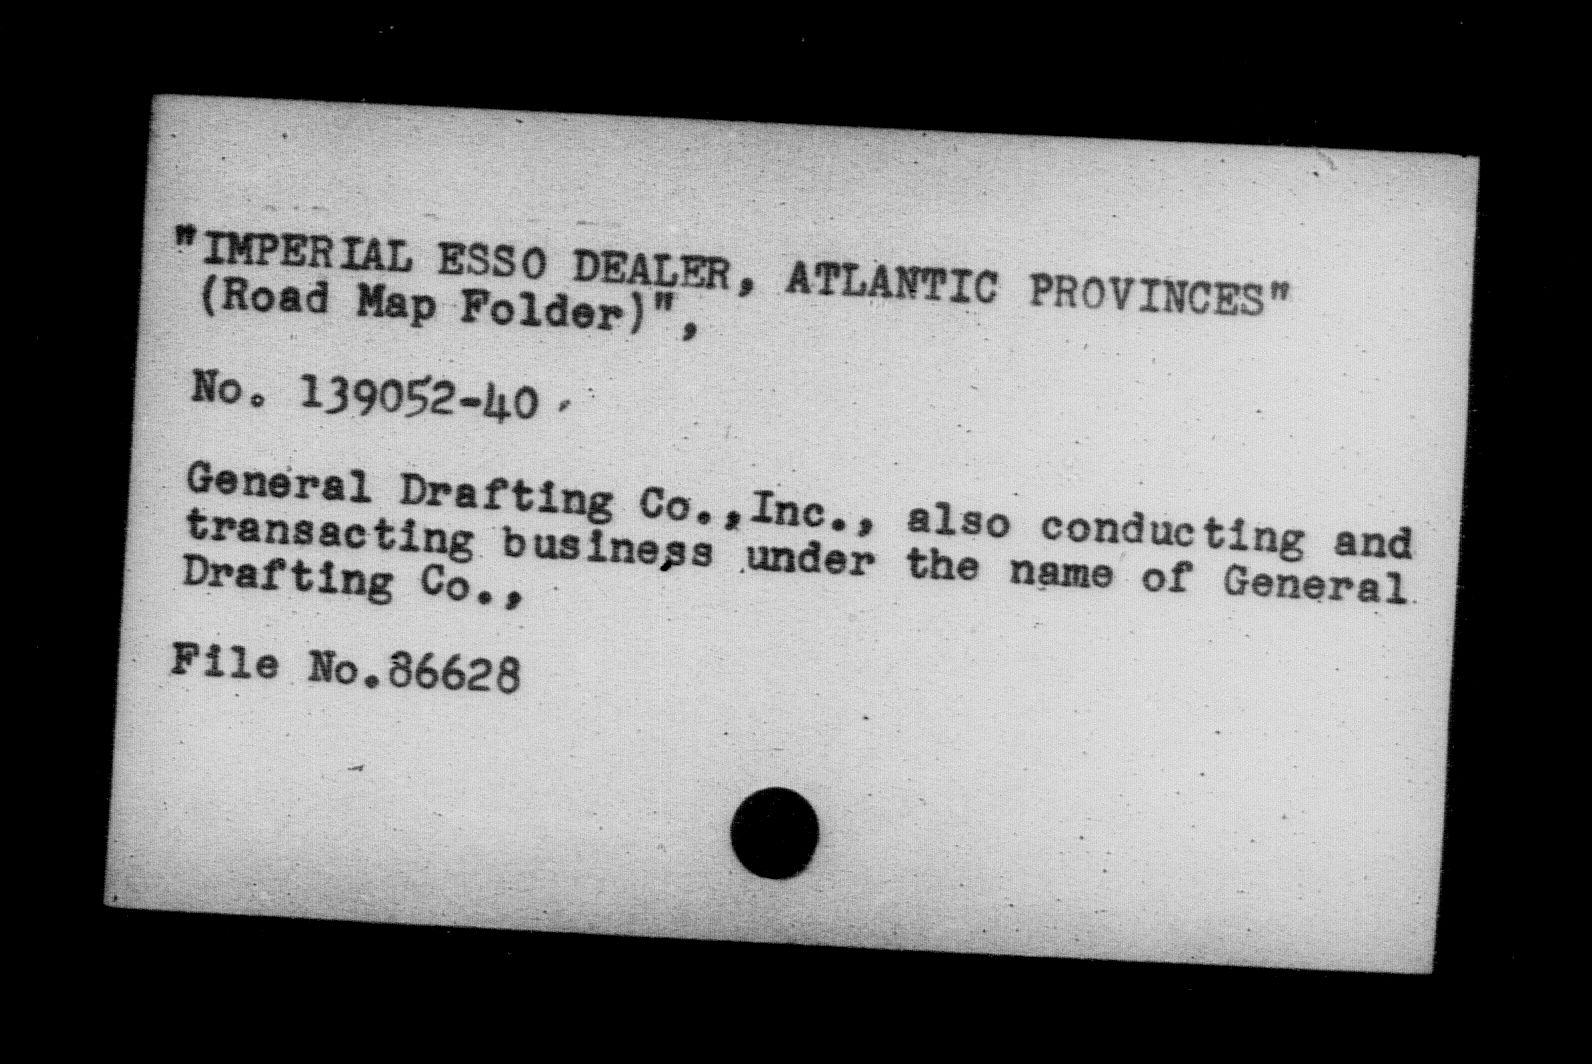 "IMPERIAL ESSO DEALER, ATLANTIC PROVINCES"
(Road Map Folder)",
No. 139052-40
General Drafting Co.,Inc., also conducting and
transacting business under the name of General
Drafting Co.,
File No.86628